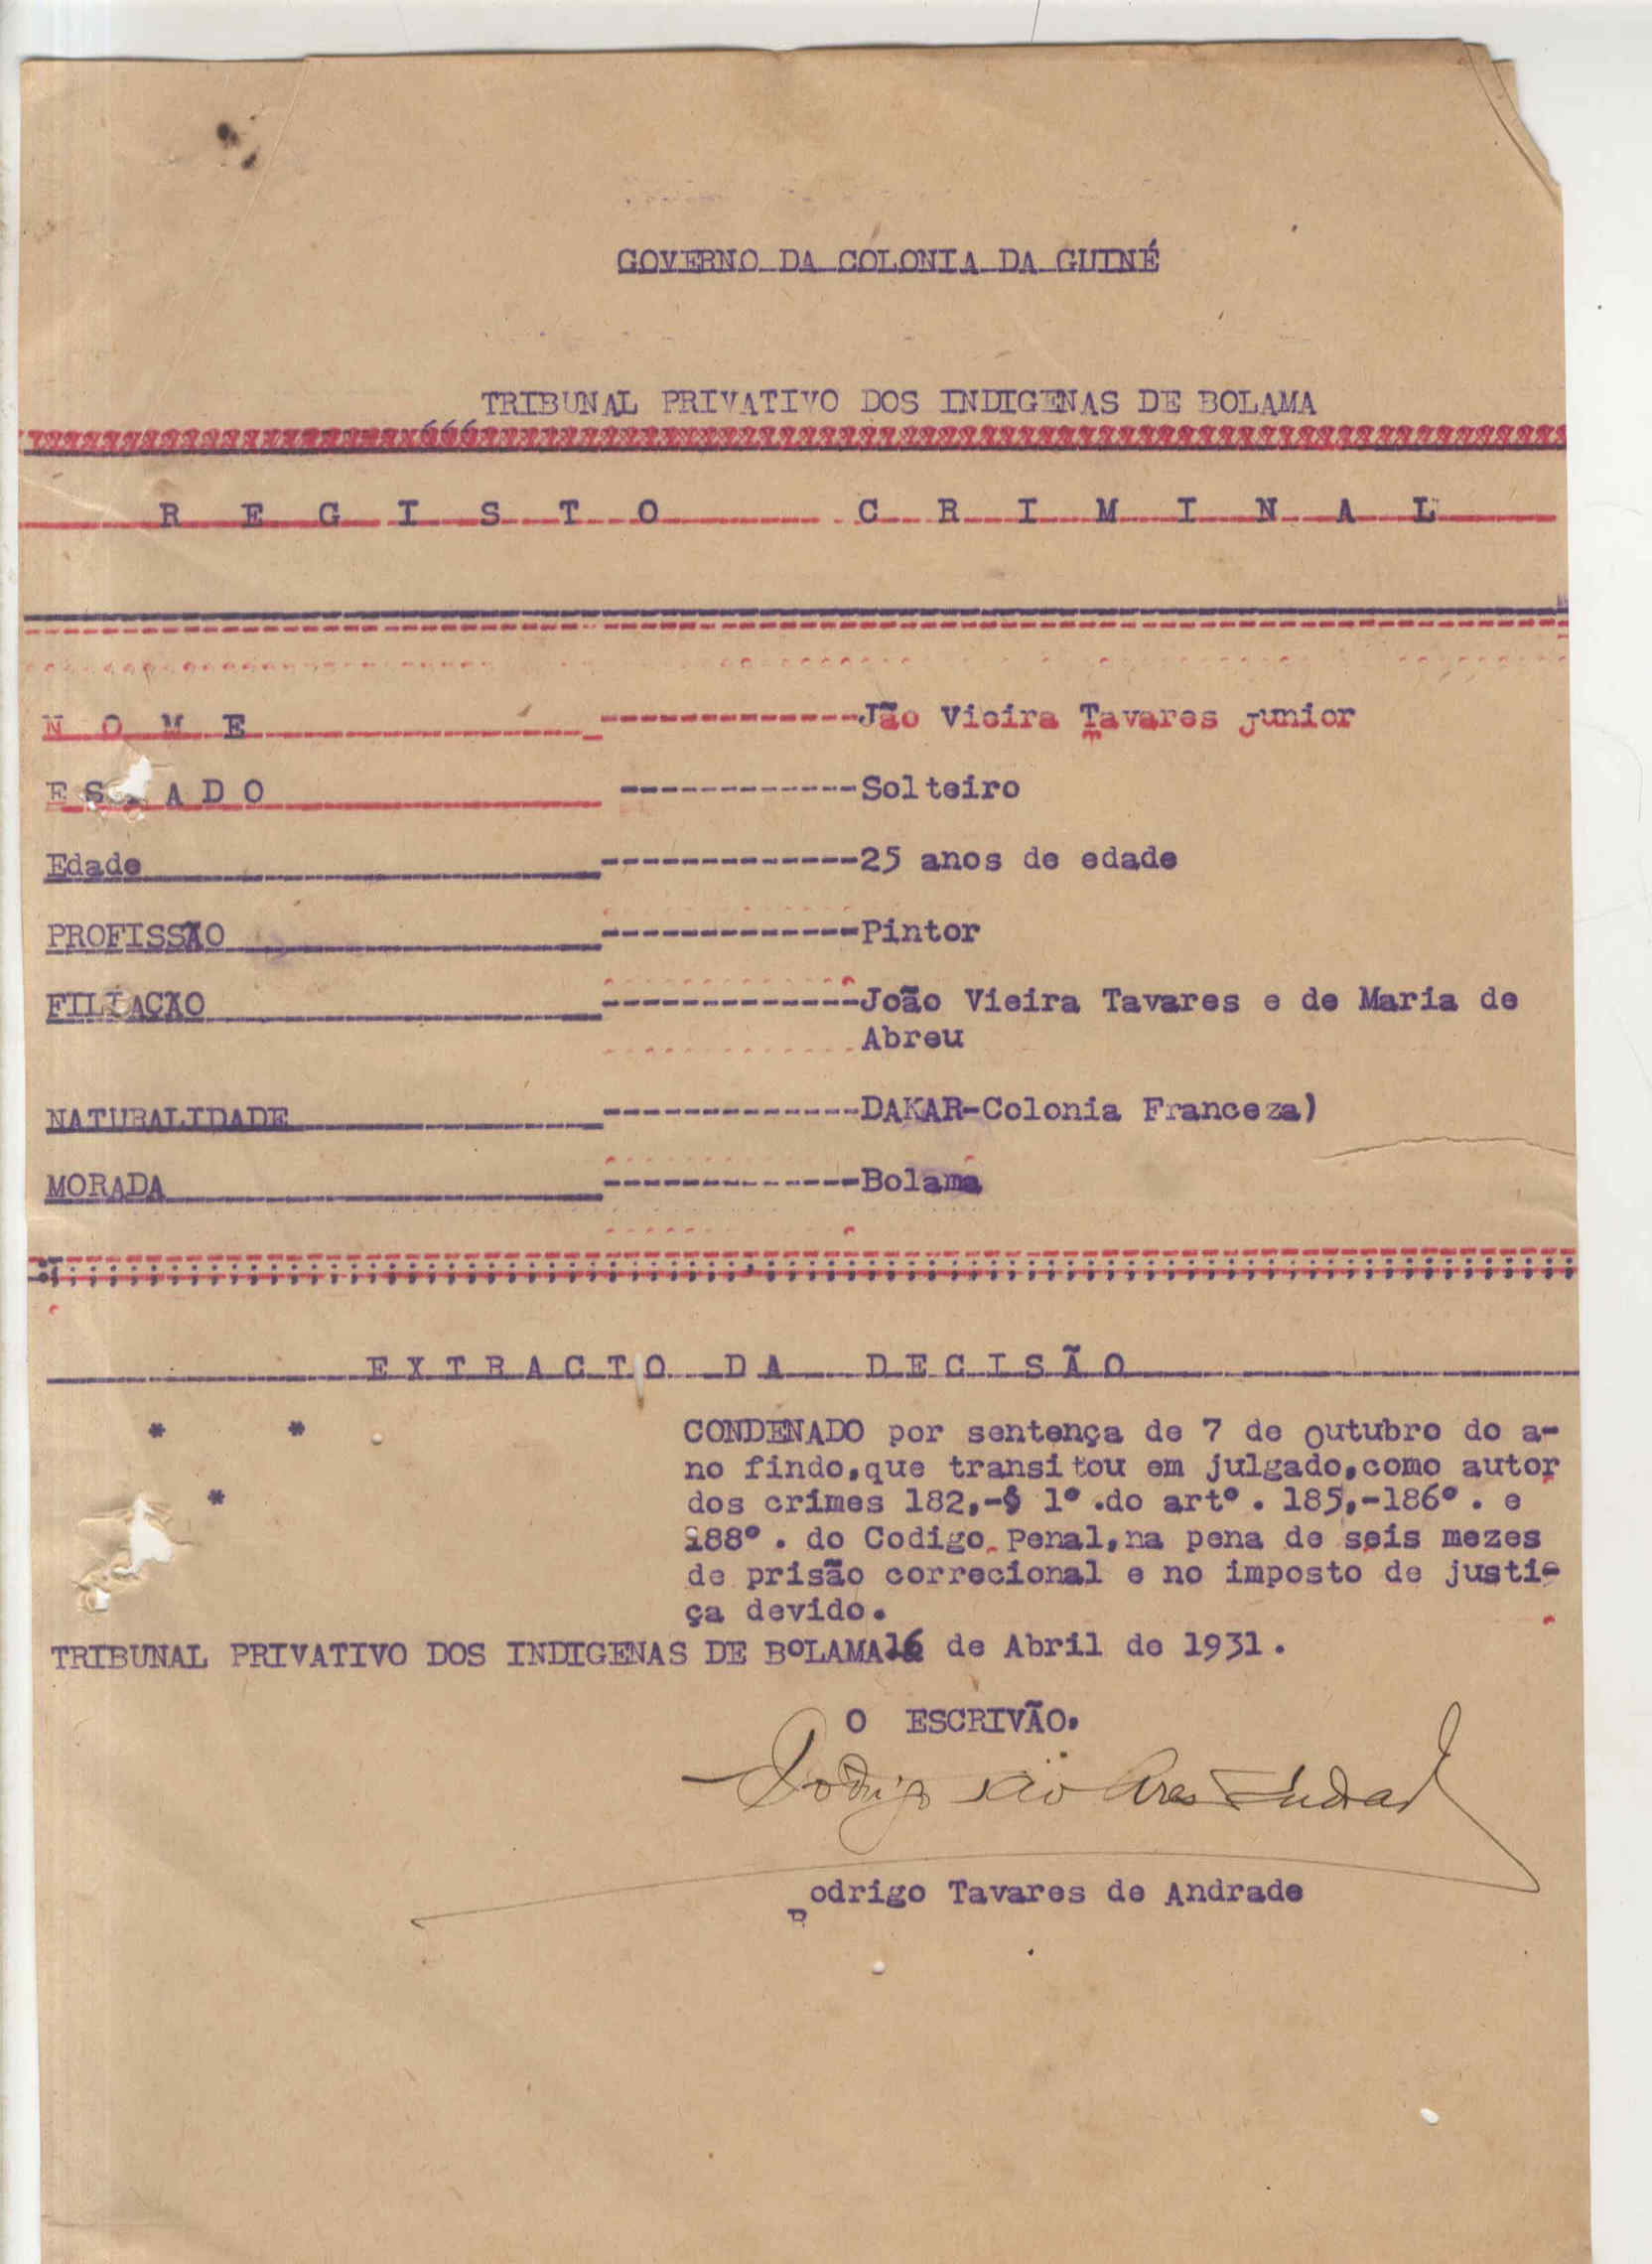 GOVERNO DA COLONIA DA GUINÉ
TRIBUNAL PRIVATIVO DOS INDIGENAS DE BOLAMA
R E G I S T O C R I M I N A L
N O M E -------------Jão Vieira Tavares junior
ES ADO ------------Solteiro
Edade -------------25 anos de edade
PROFISSÃO -------------Pintor
FILIAÇÃO -------------João Vieira Tavares e de Maria de
Abreu
NATURALIDADE -------------DAKAR-Colonia Franceza)
MORADA -------------Bolama
E X T R A C T O D A D E C I S Ã O
* *
CONDENADO por sentença de 7 de outubro do a-
no findo,que transitou em julgado,como autor
*
dos crimes 182,-§ 1º .do artº . 185,-186º . e
188º . do Codigo Penal,na pena de seis mezes
de prisão correcional e no imposto de justi-
ça devido.
TRIBUNAL PRIVATIVO DOS INDIGENAS DE BOLAMA16 de Abril de 1931.
O ESCRIVÃO.
Rodrigo Tavares de Andrade